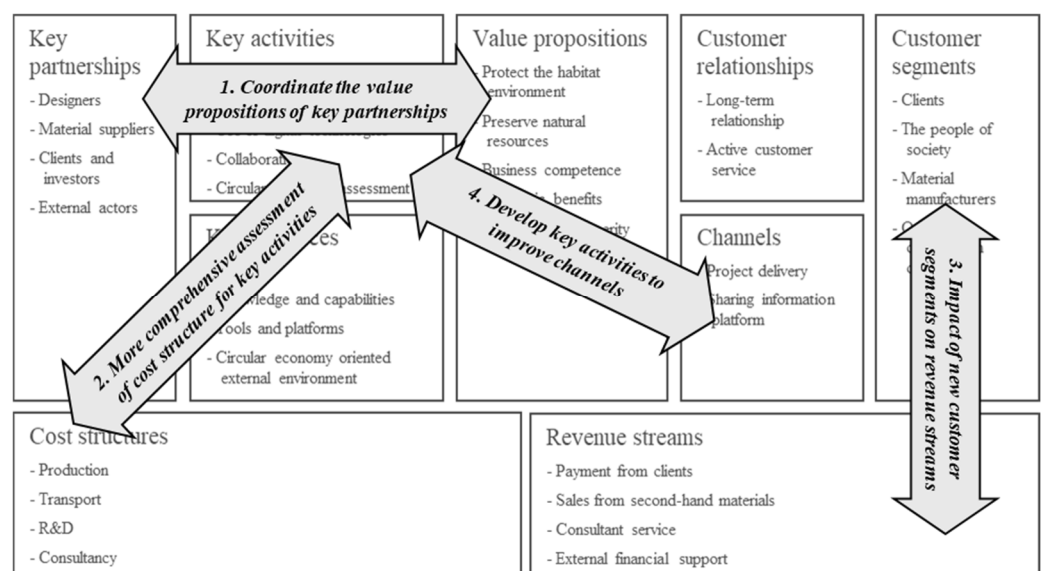 Key
partnerships
- Designers
- Material suppliers
- Clients and
investors
- External actors
Key activities
- Collaborat
- Circular
assessment
Value propositions
Protect the habitat
environment
Preserve natural
resources
Business competence
benefits
Customer
relationships
- Long-term
relationship
- Active customer
service
Customer
segments
- Clients
- The people of
society
- Material
manufacturers
Knowledge and capabilities
Tools and platforms
- Circular economy oriented
external environment
Channels
Project delivery
Sharing information
platform
Cost structures
- Production
- Transport
- R&D
- Consultancy
Revenue streams
- Payment from clients
- Sales from second-hand materials
- Consultant service
- External financial support
1. Coordinate the value
propositions of key partnerships
2. More comprehensive assessment
of cost structure for key activities
4. Develop key activities to
improve channels
3. Impact of new customer
segments on revenue streams